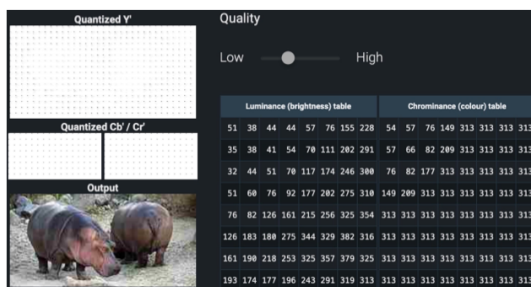 Quantized Y'
Quantized Cb' / Cr'
Output
Quality
Low High
Luminance (brightness) table Chrominance (colour) table
51 38 44 44 57 76 155 228 54 57 76 149 313 313 313 313
35 38 41 54 70 111 202 291 57 66 82 209 313 313 313 313
32 44 51 70 117 174 246 300 76 82 177 313 313 313 313 313
51 60 76 92 177 202 275 310 149 209 313 313 313 313 313 313
76 82 126 161 215 256 325 354 313 313 313 313 313 313 313 313
126 183 180 275 344 329 382 316 313 313 313 313 313 313 313 313
161 190 218 253 325 357 379 325 313 313 313 313 313 313 313 313
193 174 177 196 243 291 319 313 313 313 313 313 313 313 313 313